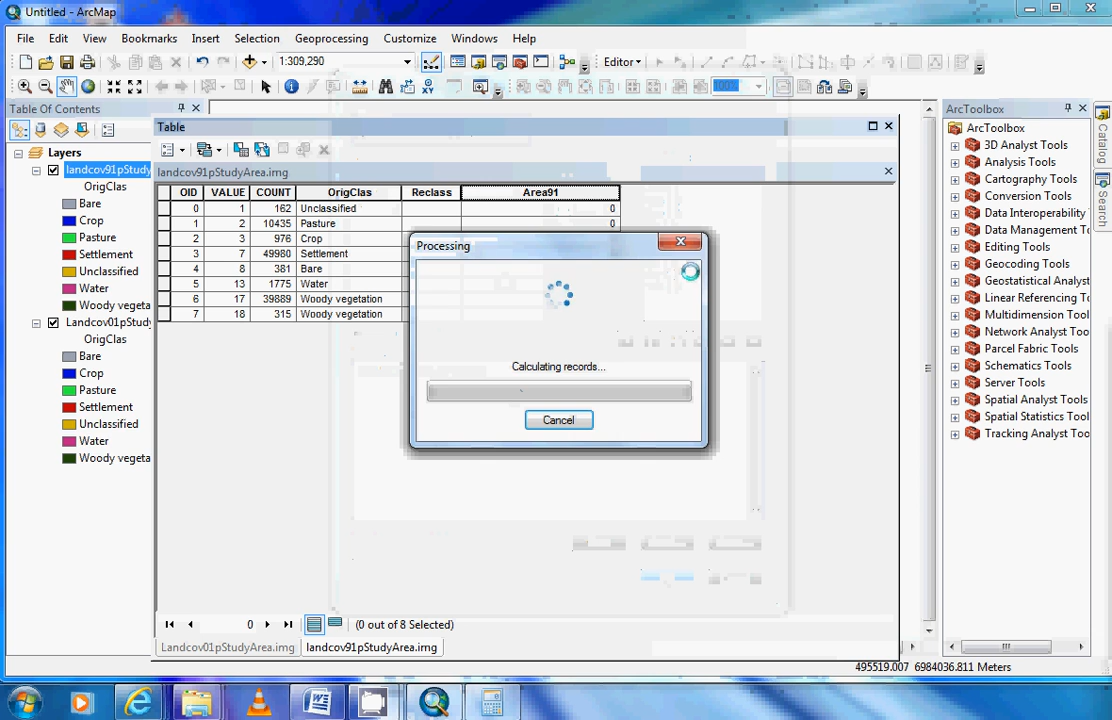 Untitled - ArcMap
File Edit View Bookmarks Insert Selection Geoprocessing Customize Windows Help
1:309,290 Editor
100%
Table Of Contents
Layers
landcov91pStudy
OrigClas
Bare
Crop
Pasture
Settlement
Unclassified
Water
Woody vegeta
Landcov01pStudy
OrigClas
Bare
Crop
Pasture
Settlement
Unclassified
Water
Woody vegeta
Table
landcov91pStudyArea.img
OID VALUE COUNT OrigClas Reclass Area91
0 1 162 Unclassified 0
1 2 10435 Pasture 0
2 3 976 Crop
3 7 49980 Settlement
4 8 381 Bare
5 13 1775 Water
6 17 39889 Woody vegetation
7 18 315 Woody vegetation
Processing
Calculating records...
Cancel
0 (0 out of 8 Selected)
Landcov01pStudyArea.img landcov91pStudyArea.img
ArcToolbox
ArcToolbox
3D Analyst Tools
Analysis Tools
Cartography Tools
Conversion Tools
Data Interoperability
Data Management To
Editing Tools
Geocoding Tools
Geostatistical Analyst
Linear Referencing To
Multidimension Tools
Network Analyst Tools
Parcel Fabric Tools
Schematics Tools
Server Tools
Spatial Analyst Tools
Spatial Statistics Tool
Tracking Analyst Too
Catalog
Search
495519.007 6984036.811 Meters